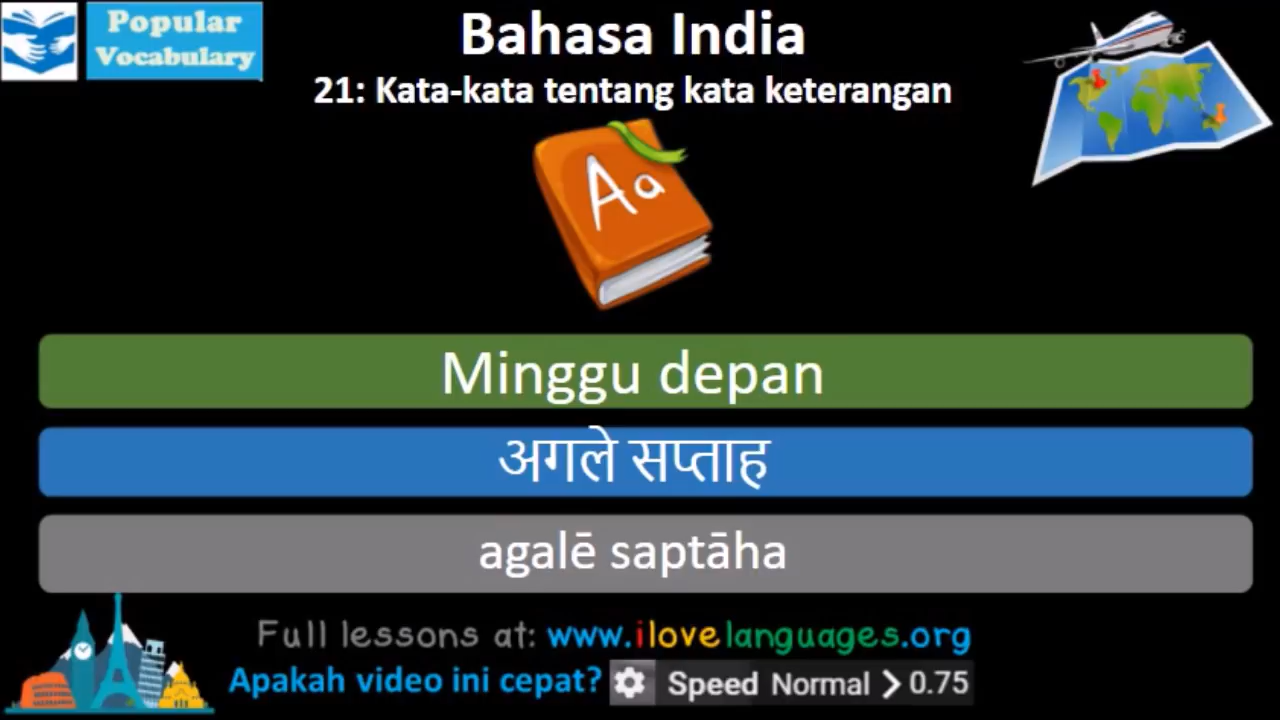 Popular
Vocabulary
Bahasa India
21: Kata-kata tentang kata keterangan
Aa
Minggu depan
अगले सप्ताह
agalē saptāha
Full lessons at: www.ilovelanguages.org
Apakah video ini cepat? Speed Normal > 0.75